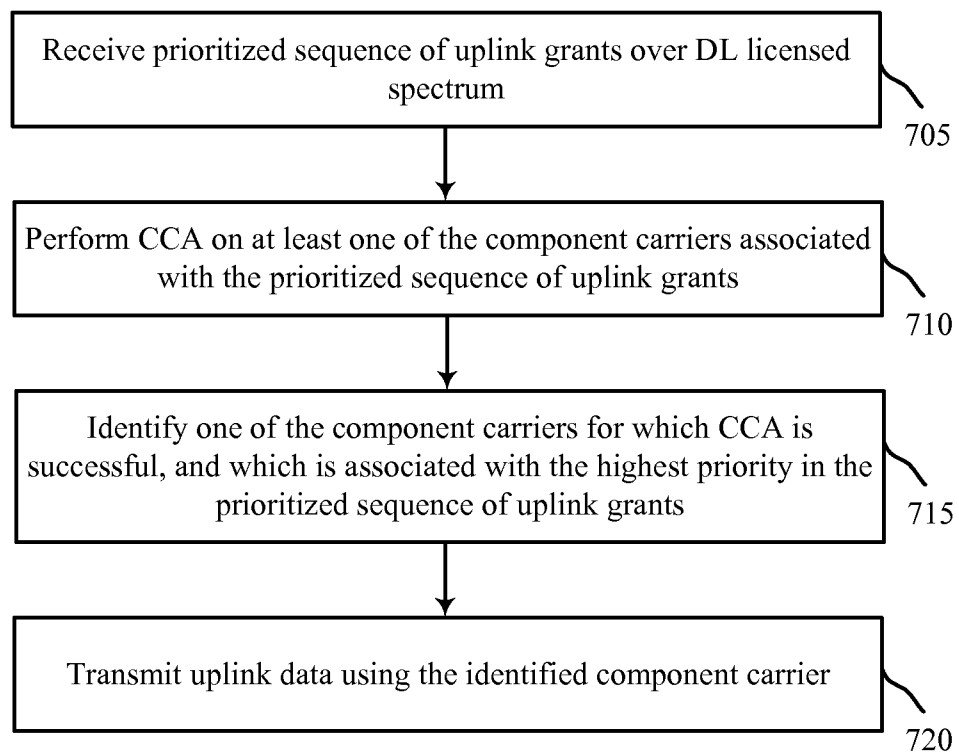 Receive prioritized sequence of uplink grants over DL licensed
spectrum
705
Perform CCA on at least one of the component carriers associated
with the prioritized sequence of uplink grants
710
Identify one of the component carriers for which CCA is
successful, and which is associated with the highest priority in the
prioritized sequence of uplink grants
715
Transmit uplink data using the identified component carrier
720